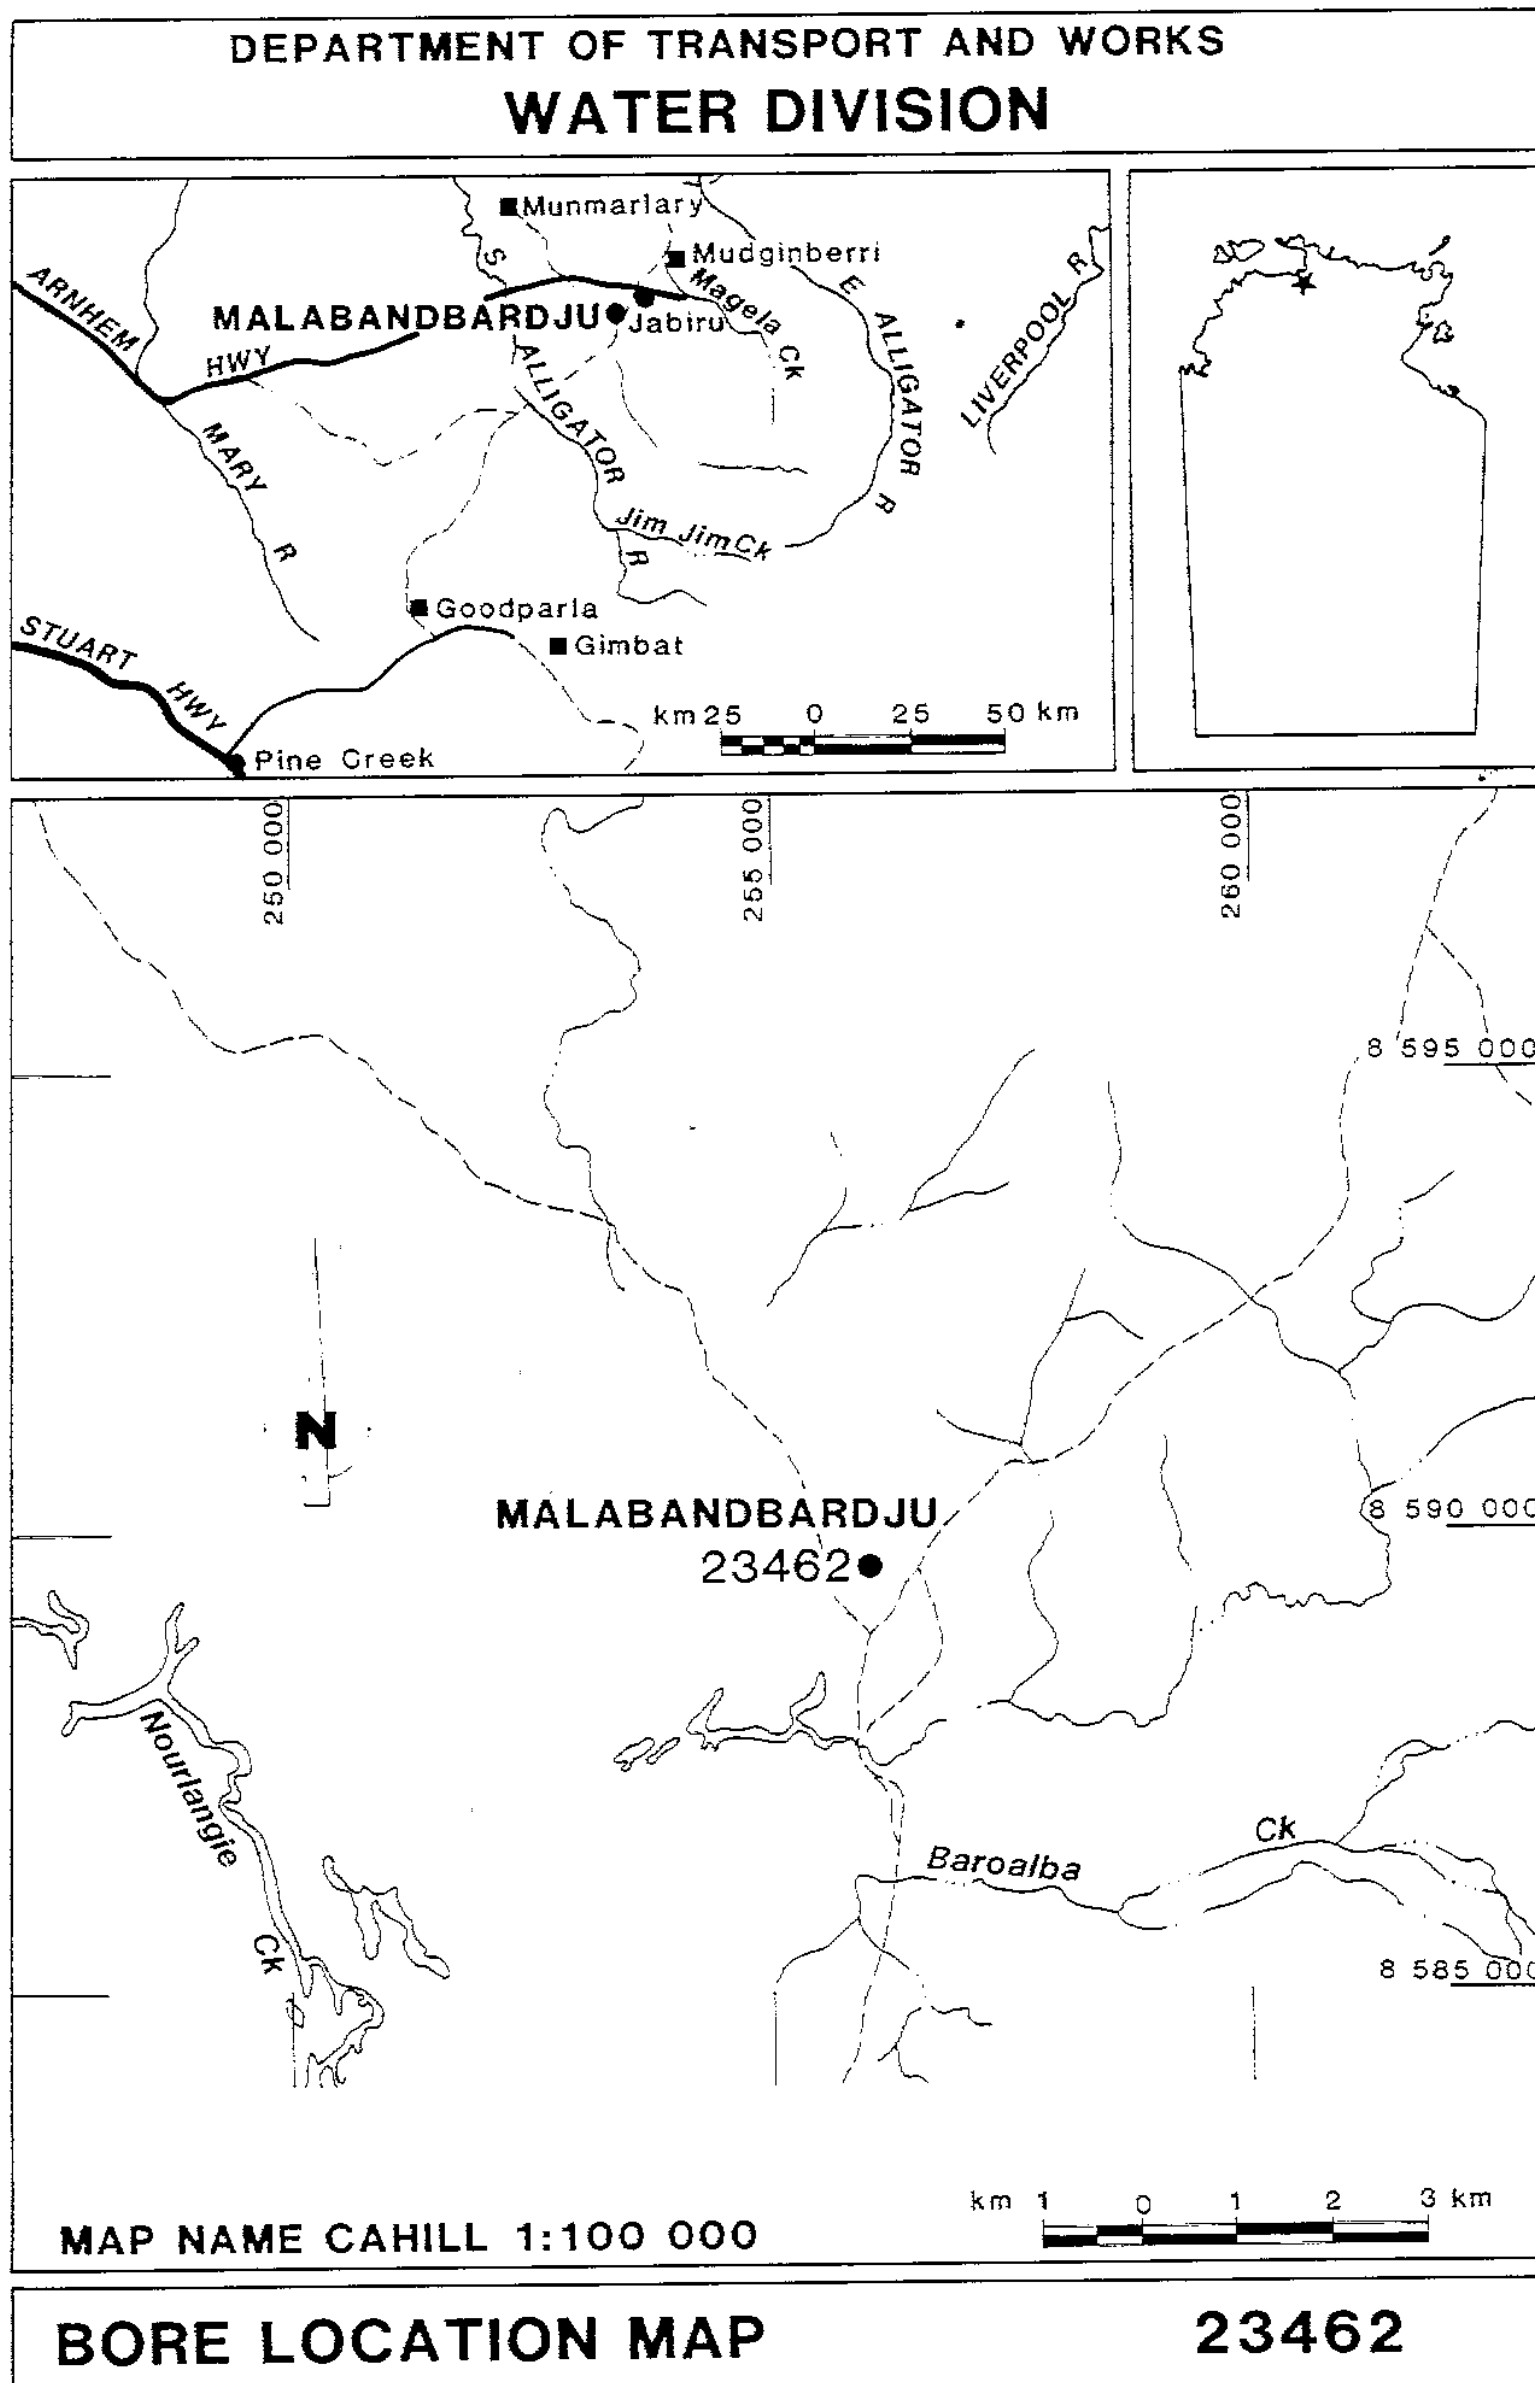 DEPARTMENT OF TRANSPORT AND WORKS
WATER DIVISION
Munmarlary
Mudginberri
S
ARNHEM
HWY
MALABANDBARDJU
Jabiru
Magela Ck
E
ALLIGATOR
R
LIVERPOOL R
ALLIGATOR
R
MARY
R
Jim Jim Ck
Goodparla
Gimbat
STUART
HWY
Pine Creek
km 25 0 25 50 km
250 000
255 000
260 000
8 595 000
N
MALABANDBARDJU
23462
8 590 000
Nourlangie
Ck
Baroalba
Ck
8 585 000
km 1 0 1 2 3 km
MAP NAME CAHILL 1:100 000
BORE LOCATION MAP
23462